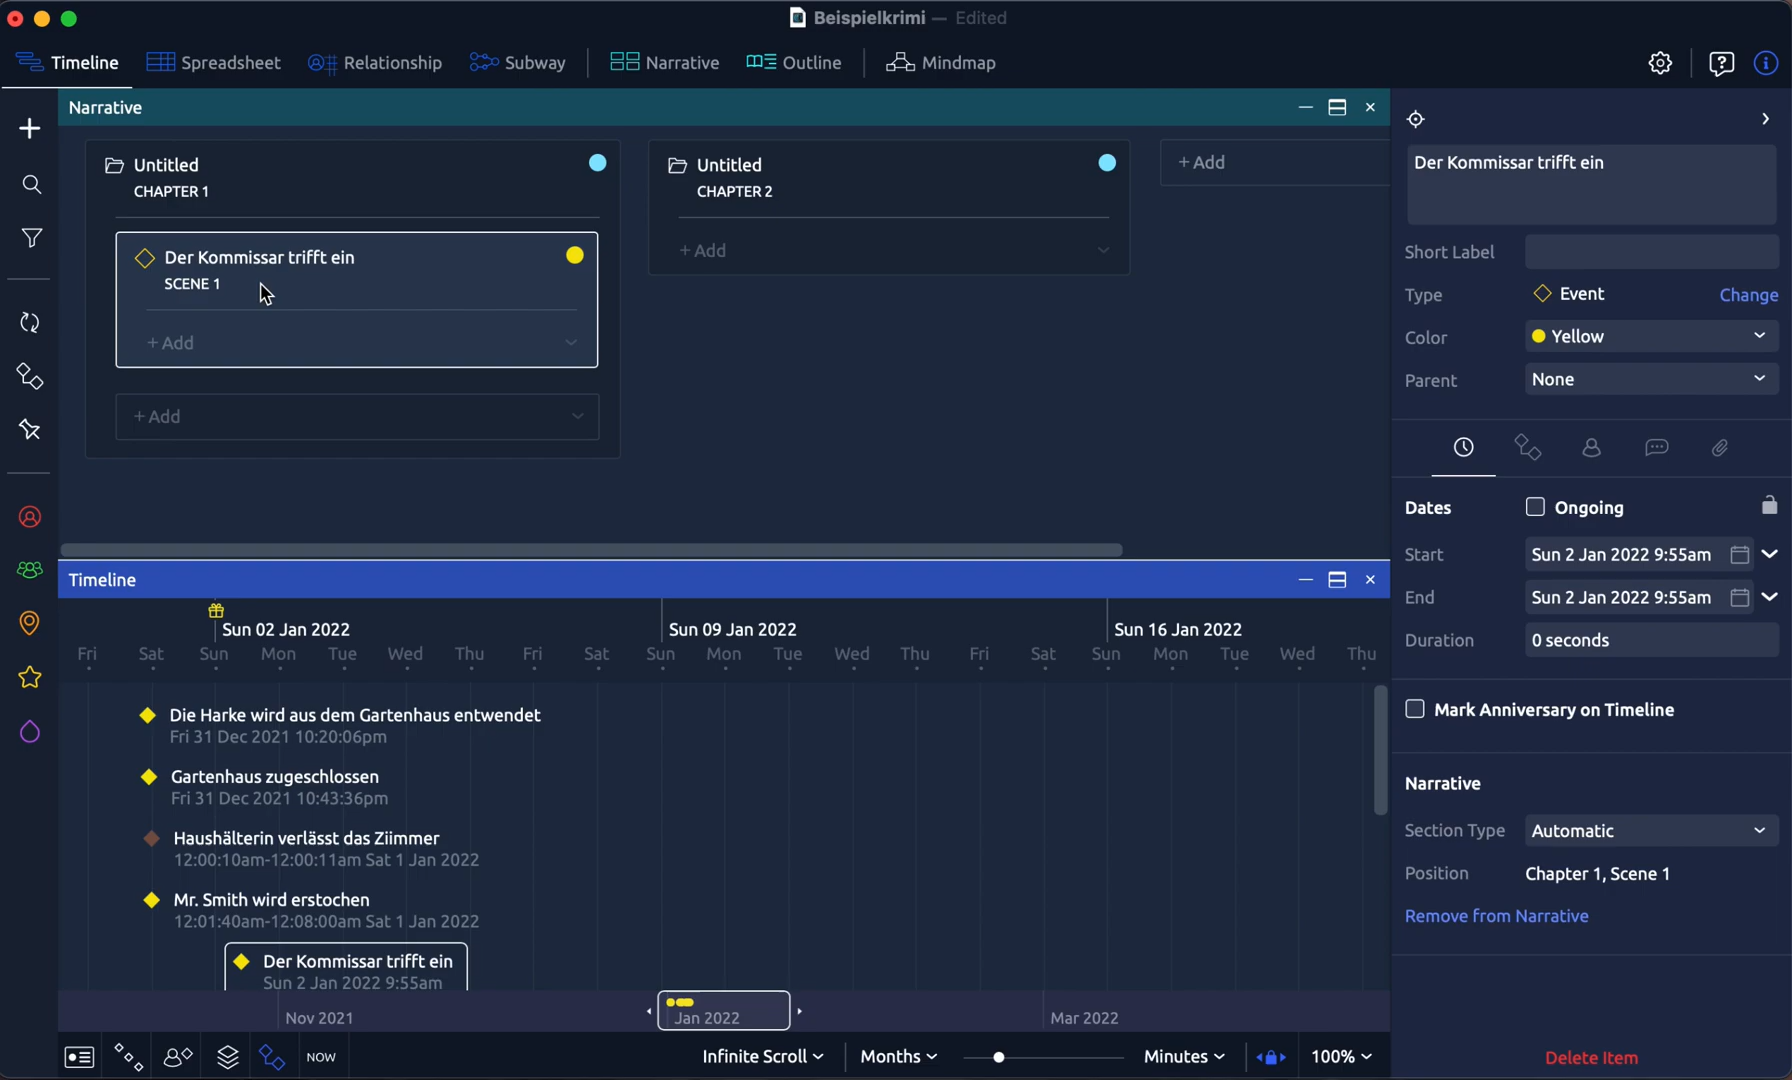 Beispielkrimi — Edited
Timeline Spreadsheet Relationship Subway Narrative Outline Mindmap
Narrative
Untitled
CHAPTER 1
Der Kommissar trifft ein
SCENE 1
+ Add
+ Add
Untitled
CHAPTER 2
+ Add
+ Add
Timeline
Sun 02 Jan 2022 Sun 09 Jan 2022 Sun 16 Jan 2022
Fri Sat Sun Mon Tue Wed Thu Fri Sat Sun Mon Tue Wed Thu Fri Sat Sun Mon Tue Wed Thu
Die Harke wird aus dem Gartenhaus entwendet
Fri 31 Dec 2021 10:20:06pm
Gartenhaus zugeschlossen
Fri 31 Dec 2021 10:43:36pm
Haushälterin verlässt das Ziimmer
12:00:10am-12:00:11am Sat 1 Jan 2022
Mr. Smith wird erstochen
12:01:40am-12:08:00am Sat 1 Jan 2022
Der Kommissar trifft ein
Sun 2 Jan 2022 9:55am
Nov 2021 Jan 2022 Mar 2022
NOW Infinite Scroll Months Minutes 100%
Der Kommissar trifft ein
Short Label
Type Event Change
Color Yellow
Parent None
Dates Ongoing
Start Sun 2 Jan 2022 9:55am
End Sun 2 Jan 2022 9:55am
Duration 0 seconds
Mark Anniversary on Timeline
Narrative
Section Type Automatic
Position Chapter 1, Scene 1
Remove from Narrative
Delete Item